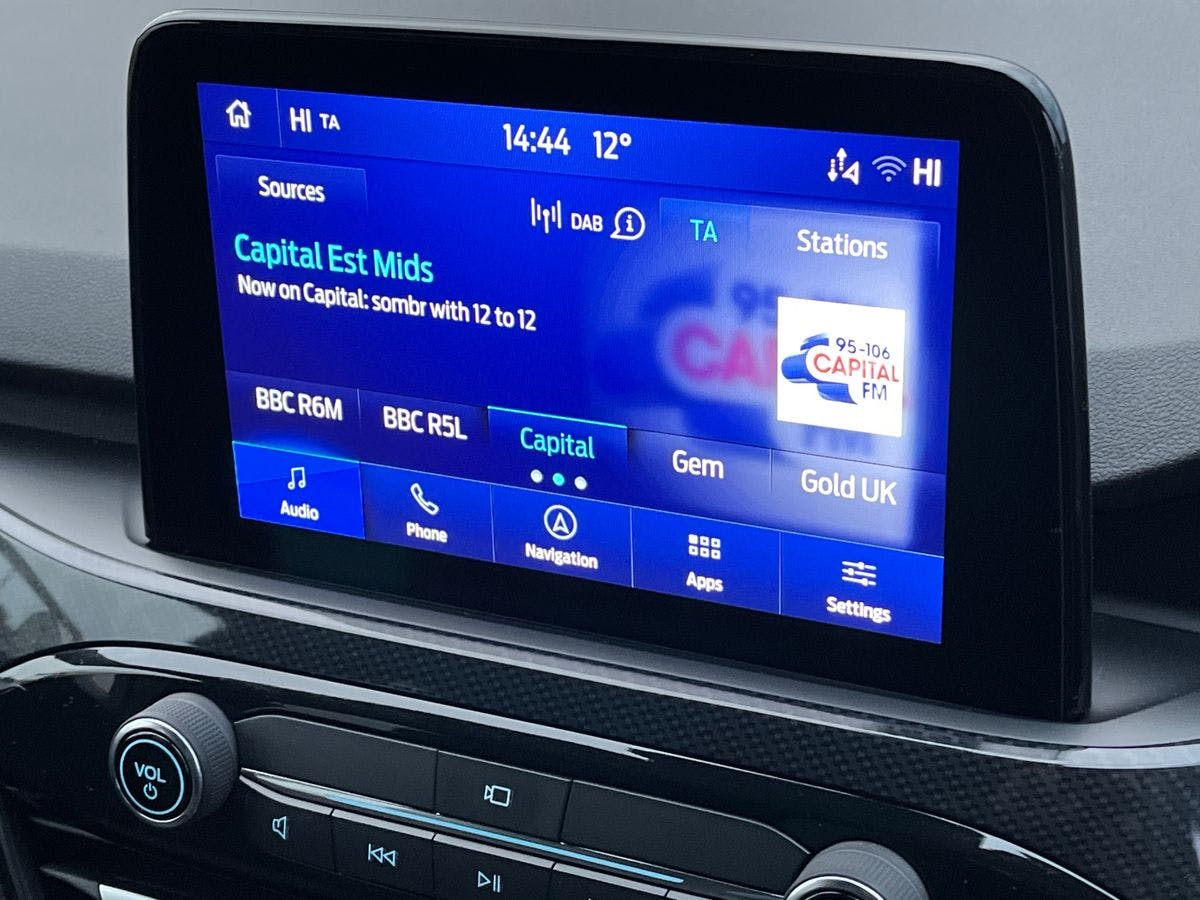 HI TA 14:44 12° HI
Sources
DAB
TA
Stations
Capital Est Mids
Now on Capital: sombr with 12 to 12
95-106
CAPITAL
FM
BBC R6M
BBC R5L
Capital
Gem
Gold UK
Audio
Phone
Navigation
Apps
Settings
VOL